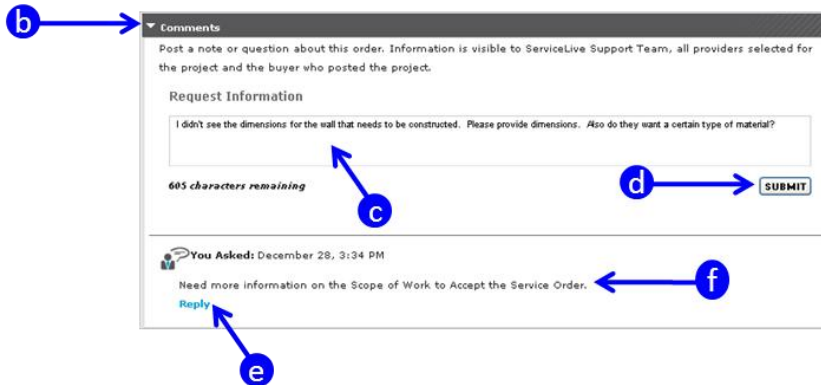 b
Comments
Post a note or question about this order. Information is visible to ServiceLive Support Team, all providers selected for
the project and the buyer who posted the project.
Request Information
I didn't see the dimensions for the wall that needs to be constructed. Please provide dimensions. Also do they want a certain type of material?
605 characters remaining
c
d
SUBMIT
You Asked: December 28, 3:34 PM
Need more information on the Scope of Work to Accept the Service Order.
f
Reply
e